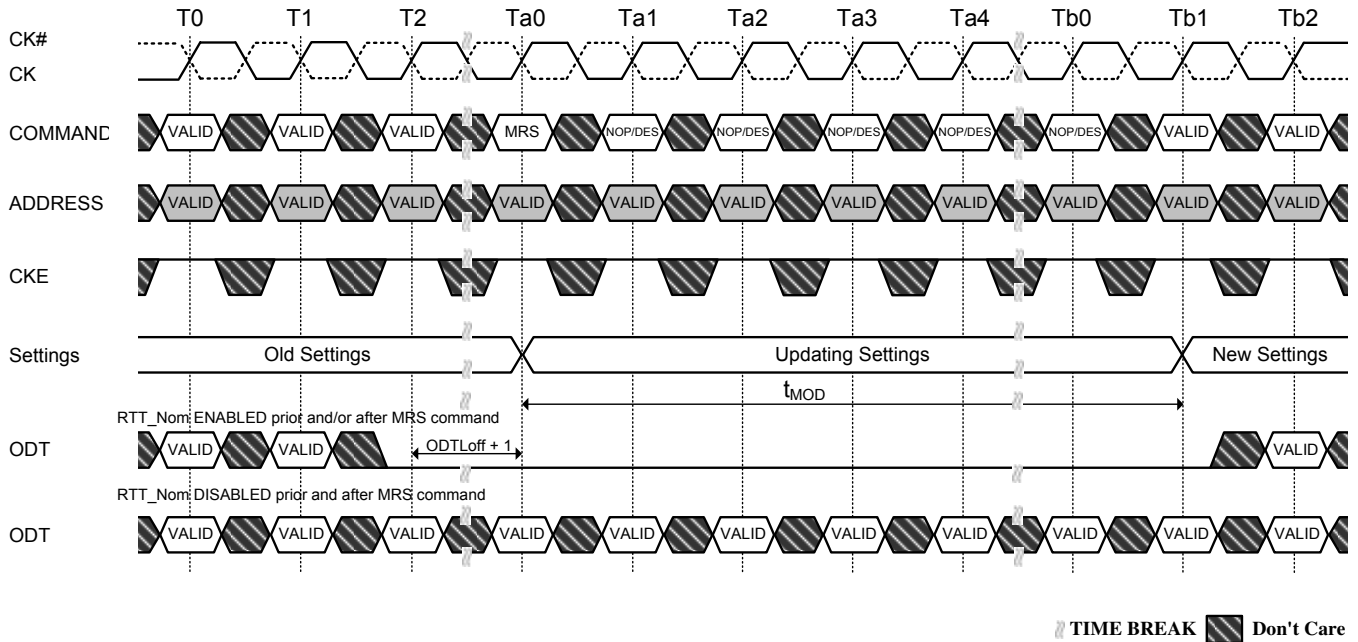 T0 T1 T2 Ta0 Ta1 Ta2 Ta3 Ta4 Tb0 Tb1 Tb2
CK#
CK
COMMAND VALID VALID VALID MRS NOP/DES NOP/DES NOP/DES NOP/DES NOP/DES VALID VALID
ADDRESS VALID VALID VALID VALID VALID VALID VALID VALID VALID VALID VALID
CKE
Settings Old Settings Updating Settings New Settings
tMOD
RTT_Nom ENABLED prior and/or after MRS command
ODT VALID VALID ODTLoff + 1 VALID
RTT_Nom DISABLED prior and after MRS command
ODT VALID VALID VALID VALID VALID VALID VALID VALID VALID VALID VALID
TIME BREAK Don't Care